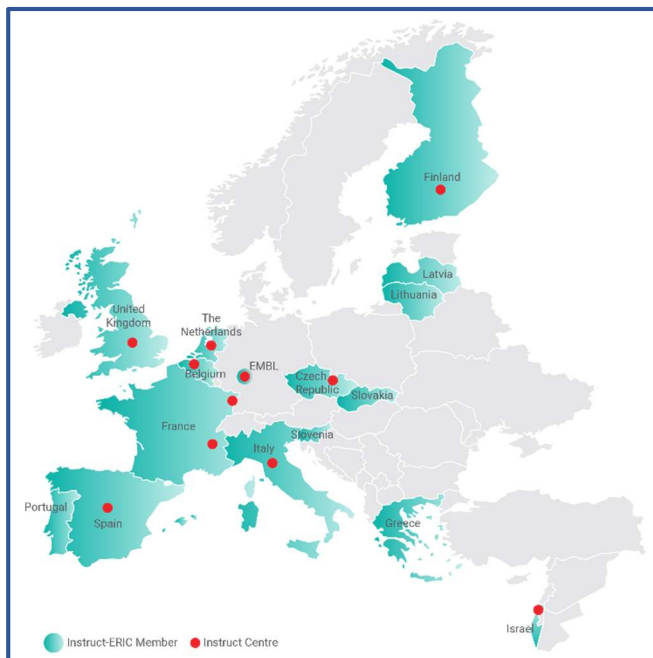 Finland
Latvia
Lithuania
United
Kingdom
The
Netherlands
Belgium
EMBL
Czech
Republic
Slovakia
France
Slovenia
Italy
Portugal
Spain
Greece
Israel
Instruct-ERIC Member
Instruct Centre